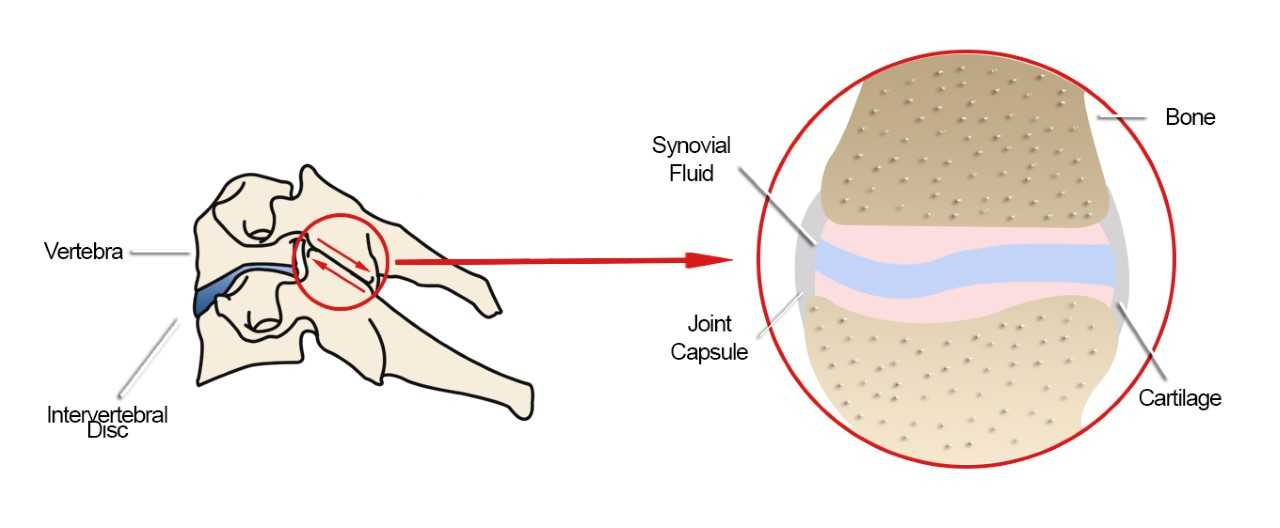 Vertebra
Intervertebral
Disc
Synovial
Fluid
Joint
Capsule
Bone
Cartilage